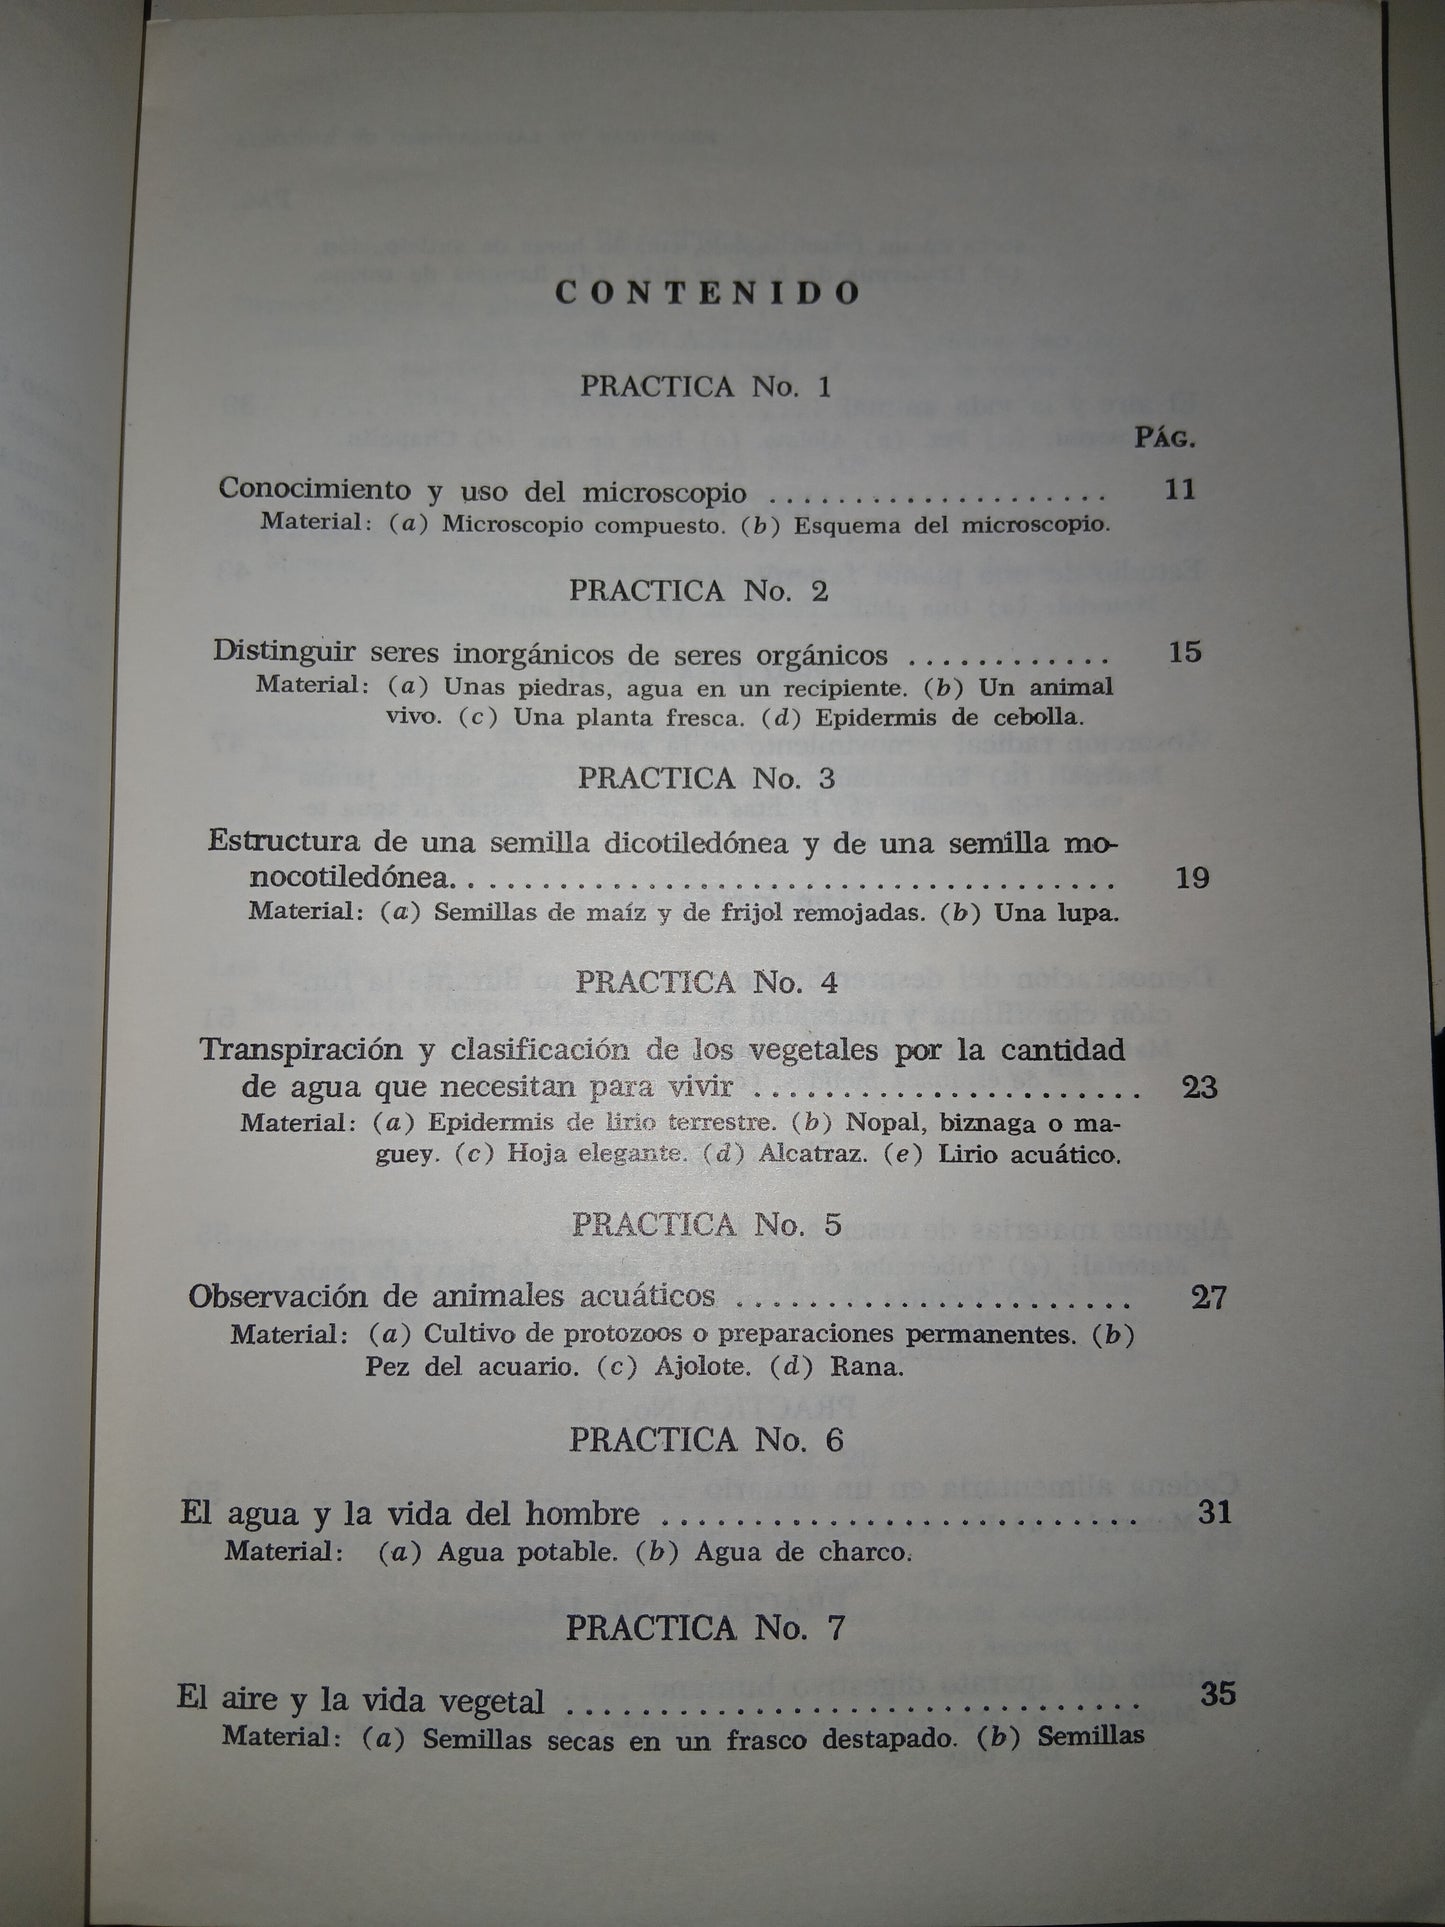 CONTENIDO
PRACTICA No. 1
PÁG.
Conocimiento y uso del microscopio .................... 11
Material: (a) Microscopio compuesto. (b) Esquema del microscopio.
PRACTICA No. 2
Distinguir seres inorgánicos de seres orgánicos ............ 15
Material: (a) Unas piedras, agua en un recipiente. (b) Un animal
vivo. (c) Una planta fresca. (d) Epidermis de cebolla.
PRACTICA No. 3
Estructura de una semilla dicotiledónea y de una semilla mo-
nocotiledónea. .................................... 19
Material: (a) Semillas de maíz y de frijol remojadas. (b) Una lupa.
PRACTICA No. 4
Transpiración y clasificación de los vegetales por la cantidad
de agua que necesitan para vivir ...................... 23
Material: (a) Epidermis de lirio terrestre. (b) Nopal, biznaga o ma-
guey. (c) Hoja elegante. (d) Alcatraz. (e) Lirio acuático.
PRACTICA No. 5
Observación de animales acuáticos ....................... 27
Material: (a) Cultivo de protozoos o preparaciones permanentes. (b)
Pez del acuario. (c) Ajolote. (d) Rana.
PRACTICA No. 6
El agua y la vida del hombre .......................... 31
Material: (a) Agua potable. (b) Agua de charco.
PRACTICA No. 7
El aire y la vida vegetal ............................... 35
Material: (a) Semillas secas en un frasco destapado. (b) Semillas